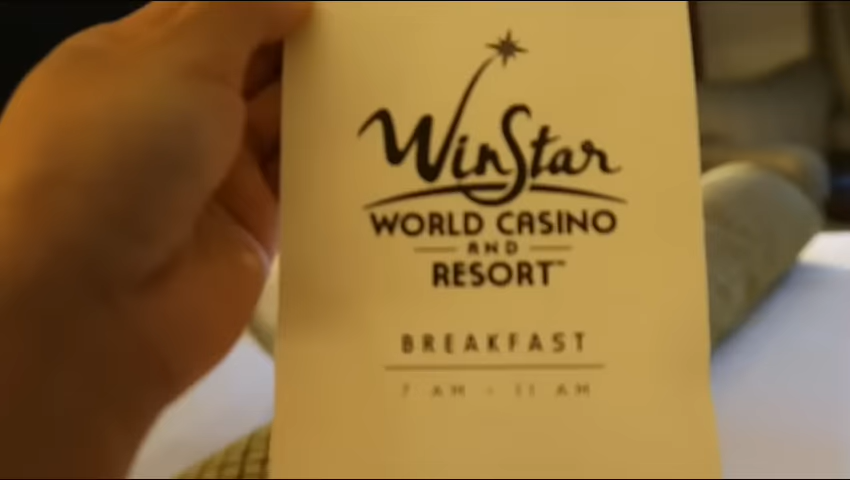 WinStar
WORLD CASINO
AND
RESORT™
BREAKFAST
7 AM - 11 AM